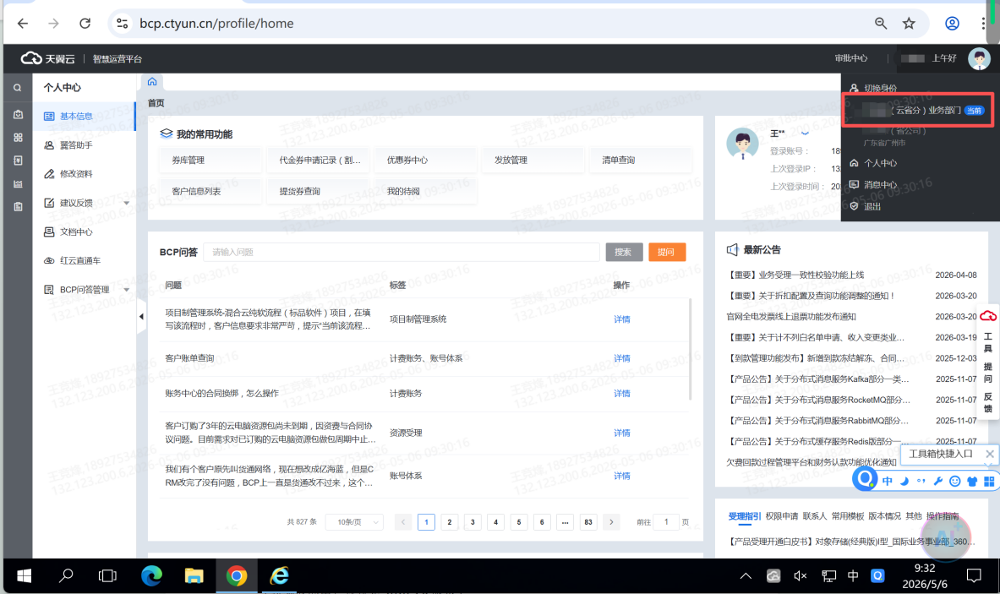 bcp.ctyun.cn/profile/home
天翼云 | 智慧运营平台
审批中心
上午好
个人中心
基本信息
翼答助手
修改资料
建议反馈
文档中心
红云直通车
BCP问答管理
首页
我的常用功能
券库管理
代金券申请记录（割...
优惠券中心
发放管理
清单查询
客户信息列表
提货券查询
我的待阅
王**
登录账号： 18
上次登录IP： 13
上次登录时间： 20
切换身份
（云省分）业务部门 当前
（省公司）
广东省广州市
个人中心
消息中心
退出
BCP问答
请输入问题
搜索
提问
问题
标签
操作
项目制管理系统-混合云纯软流程（标品软件）项目，在填
写该流程时，客户信息要求非常严苛，提示“当前该流程...
项目制管理系统
详情
客户账单查询
计费账务、账号体系
详情
账务中心的合同换绑，怎么操作
计费账务
详情
客户订购了3年的云电脑资源包尚未到期，因资费与合同协
议问题。目前需求对已订购的云电脑资源包做包周期中止...
资源受理
详情
我们有个客户原先叫货通网络，现在想改成亿海蓝，但是C
RM改完了没有问题，BCP上一直是货通改不过来，这个...
账号体系
详情
共 827 条
10条/页
1 2 3 4 5 6 ... 83
前往 1 页
最新公告
【重要】业务受理一致性校验功能上线 2026-04-08
【重要】关于折扣配置及查询功能调整的通知！ 2026-03-20
官网全电发票线上退票功能发布通知 2026-03-20
【重要】关于计不列白名单申请、收入变更类业... 2026-03-19
【到款管理功能发布】新增到款冻结解冻、合同... 2025-12-03
【产品公告】关于分布式消息服务Kafka部分一类... 2025-11-07
【产品公告】关于分布式消息服务RocketMQ部分... 2025-11-07
【产品公告】关于分布式消息服务RabbitMQ部分... 2025-11-07
【产品公告】关于分布式缓存服务Redis版部分一... 2025-11-07
欠费回款过程管理平台和财务认款功能优化通知
工具
提问
反馈
工具箱快捷入口
中
受理指引 权限申请 联系人 常用模板 版本情况 其他 操作指南
【产品受理开通白皮书】对象存储(经典版)I型_国际业务事业部_360...
中
9:32
2026/5/6